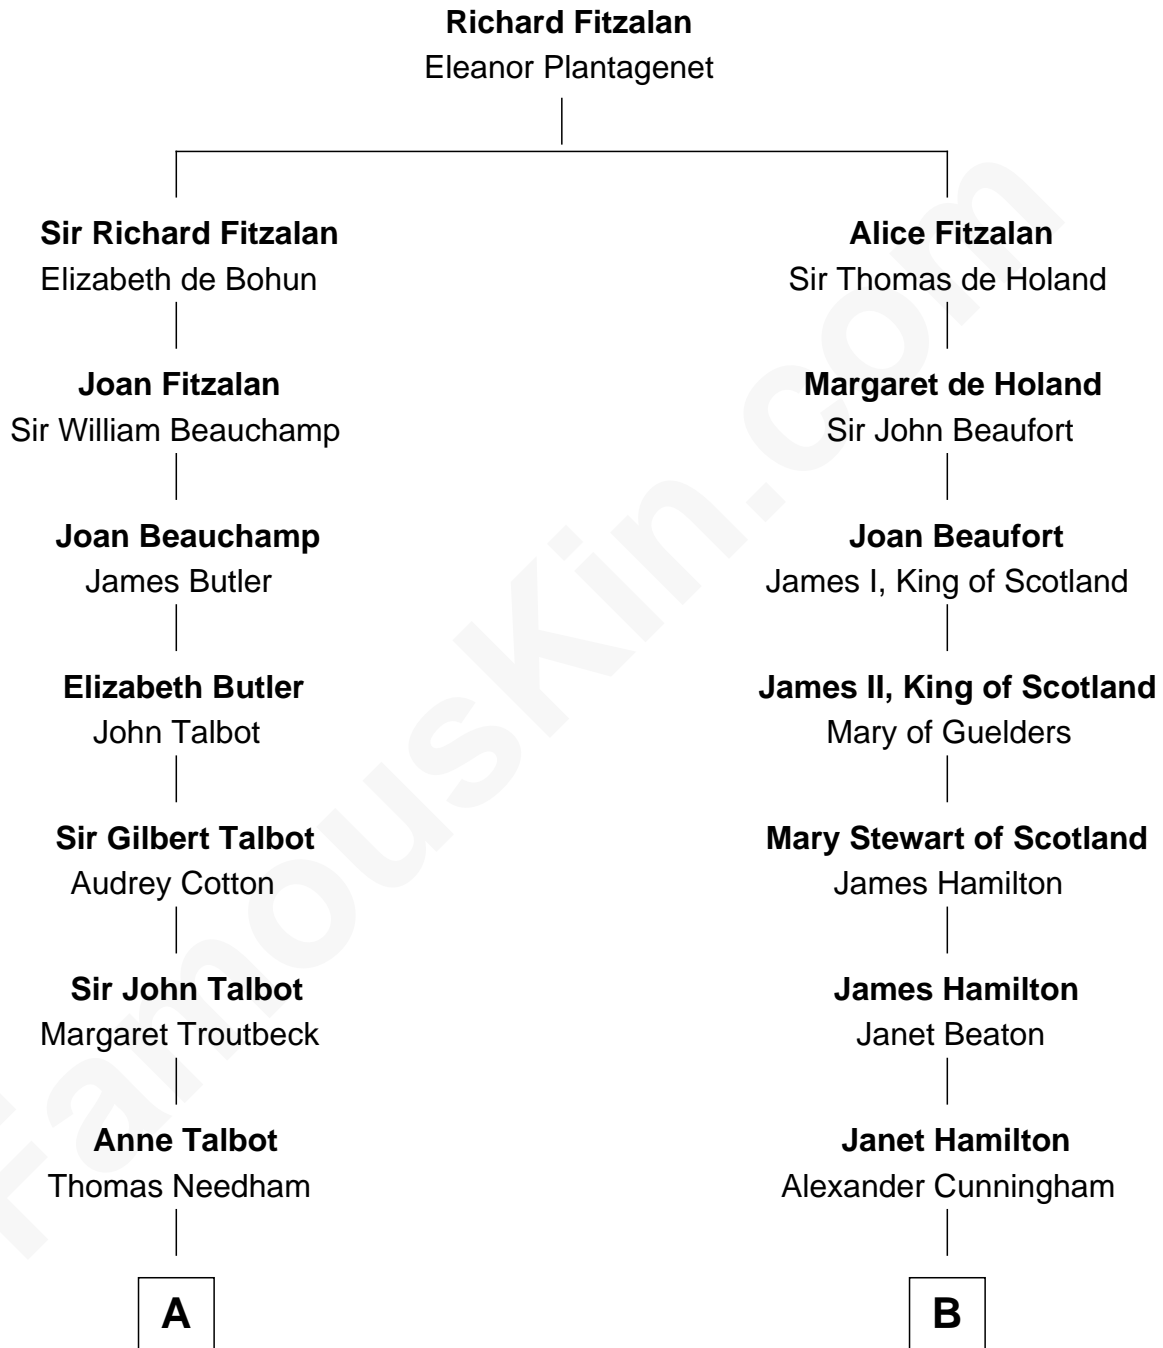 Richard Fitzalan
Eleanor Plantagenet
Sir Richard Fitzalan
Elizabeth de Bohun
Alice Fitzalan
Sir Thomas de Holand
Joan Fitzalan
Sir William Beauchamp
Margaret de Holand
Sir John Beaufort
Joan Beauchamp
James Butler
Joan Beaufort
James I, King of Scotland
Elizabeth Butler
John Talbot
James II, King of Scotland
Mary of Guelders
Sir Gilbert Talbot
Audrey Cotton
Mary Stewart of Scotland
James Hamilton
Sir John Talbot
Margaret Troutbeck
James Hamilton
Janet Beaton
Anne Talbot
Thomas Needham
Janet Hamilton
Alexander Cunningham
A
B
FamousKin.com